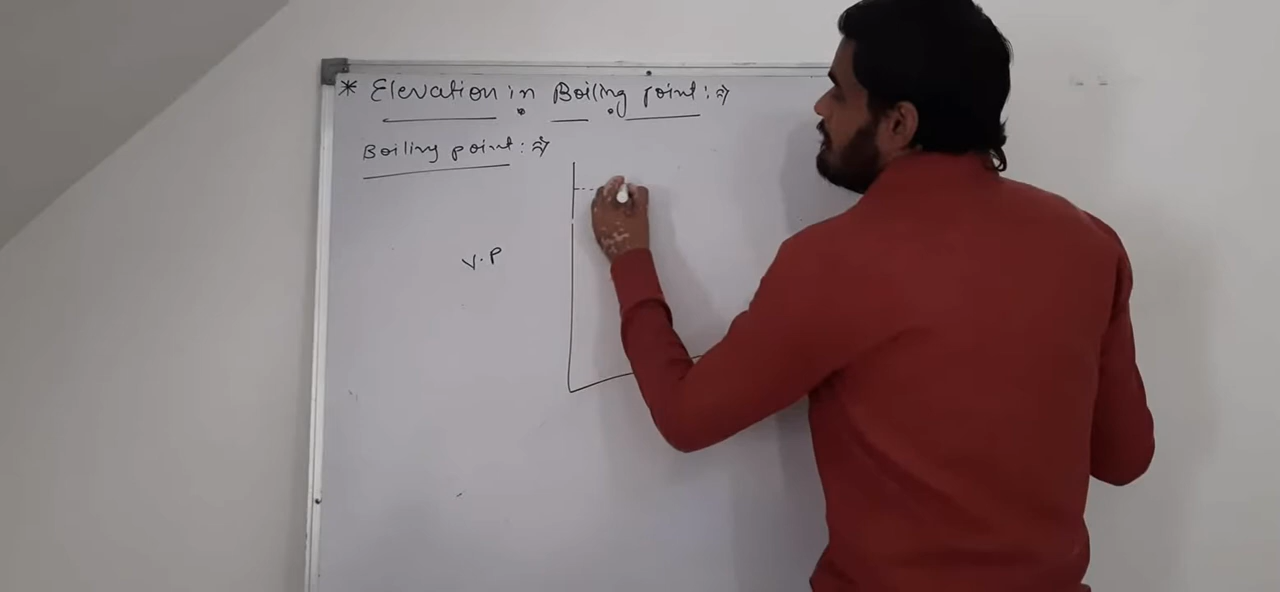 * Elevation in Boiling point :⇒
Boiling point :⇒
V.P